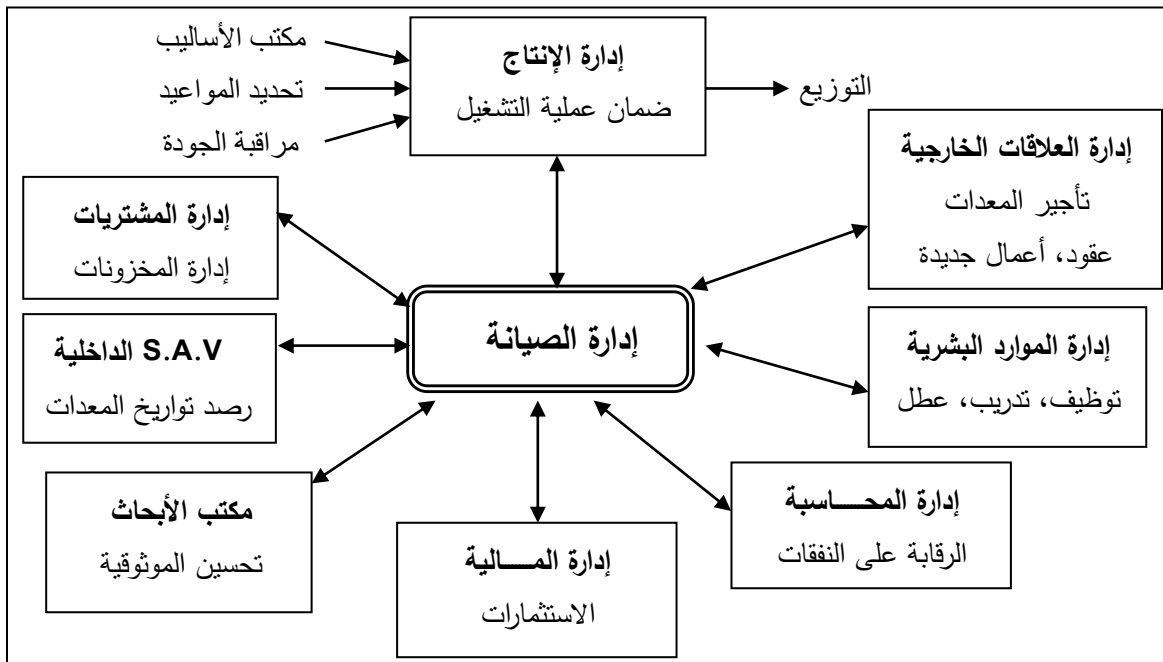 مكتب الأساليب
تحديد المواعيد
مراقبة الجودة
إدارة الإنتاج
ضمان عملية التشغيل
التوزيع
إدارة العلاقات الخارجية
تأجير المعدات
عقود، أعمال جديدة
إدارة المشتريات
إدارة المخزونات
إدارة الصيانة
S.A.V الداخلية
رصد تواريخ المعدات
إدارة الموارد البشرية
توظيف، تدريب، عطل
مكتب الأبحاث
تحسين الموثوقية
إدارة المـــالية
الاستثمارات
إدارة المحـــاسبة
الرقابة على النفقات